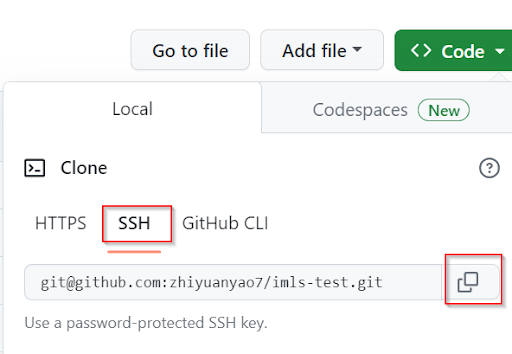 Go to file Add file <> Code
Local Codespaces New
Clone
HTTPS SSH GitHub CLI
git@github.com:zhiyuanyao7/imls-test.git
Use a password-protected SSH key.